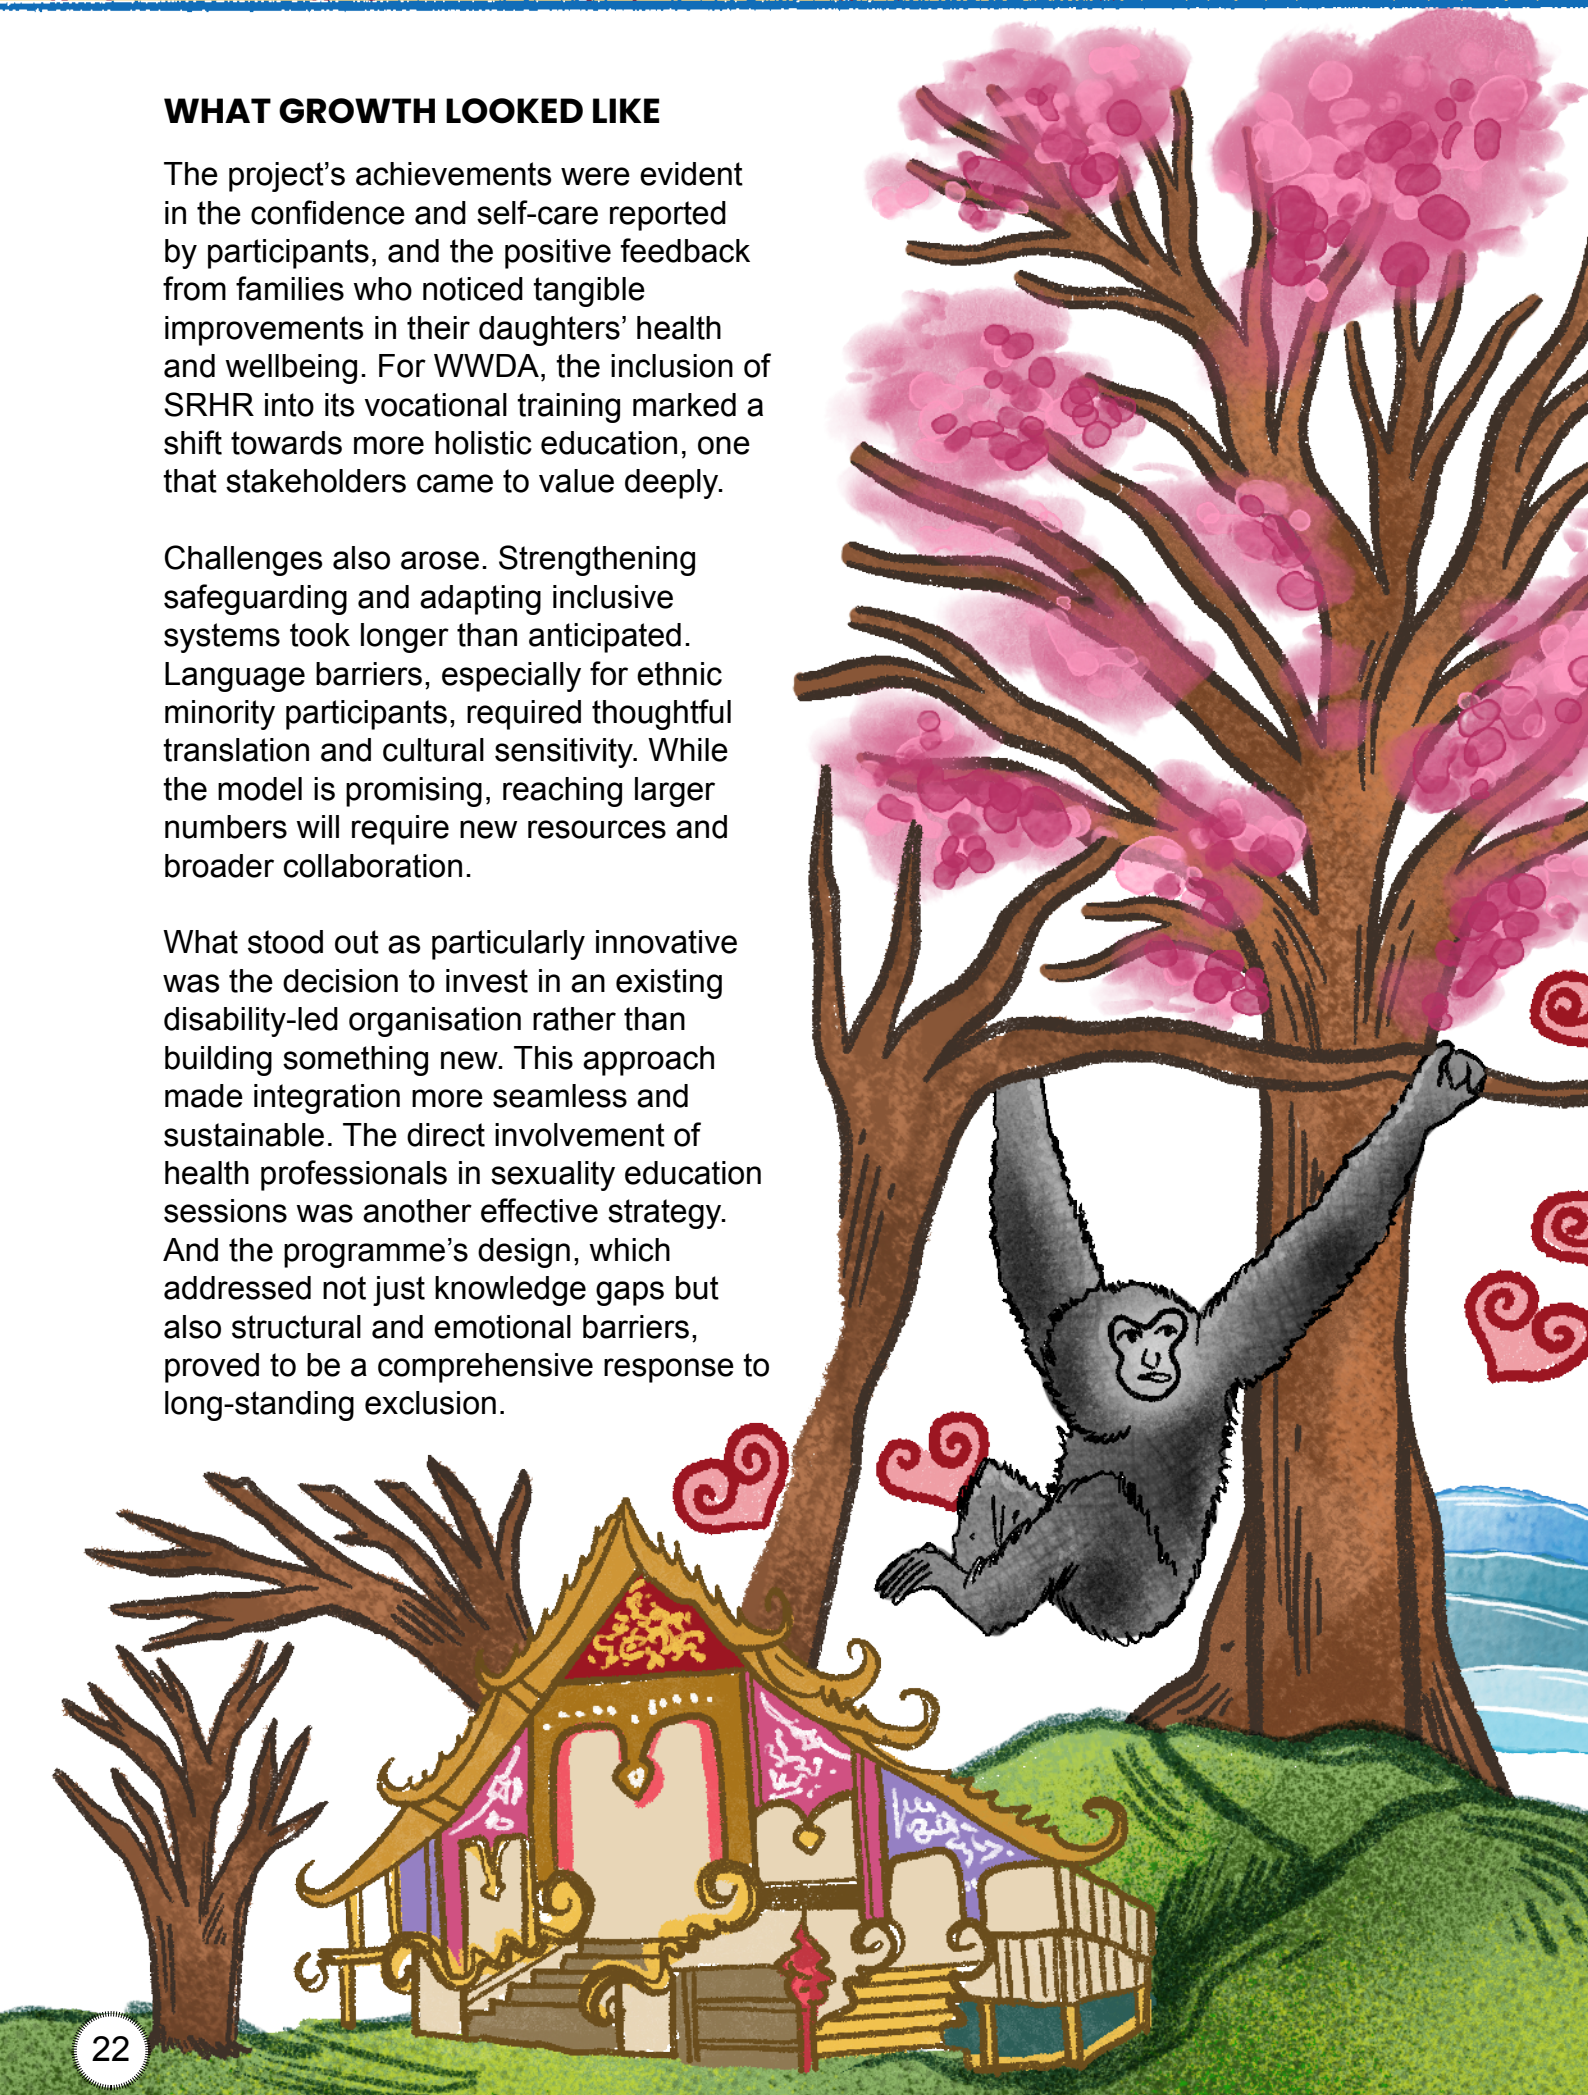 WHAT GROWTH LOOKED LIKE
The project’s achievements were evident
in the confidence and self-care reported
by participants, and the positive feedback
from families who noticed tangible
improvements in their daughters’ health
and wellbeing. For WWDA, the inclusion of
SRHR into its vocational training marked a
shift towards more holistic education, one
that stakeholders came to value deeply.
Challenges also arose. Strengthening
safeguarding and adapting inclusive
systems took longer than anticipated.
Language barriers, especially for ethnic
minority participants, required thoughtful
translation and cultural sensitivity. While
the model is promising, reaching larger
numbers will require new resources and
broader collaboration.
What stood out as particularly innovative
was the decision to invest in an existing
disability-led organisation rather than
building something new. This approach
made integration more seamless and
sustainable. The direct involvement of
health professionals in sexuality education
sessions was another effective strategy.
And the programme’s design, which
addressed not just knowledge gaps but
also structural and emotional barriers,
proved to be a comprehensive response to
long-standing exclusion.
22